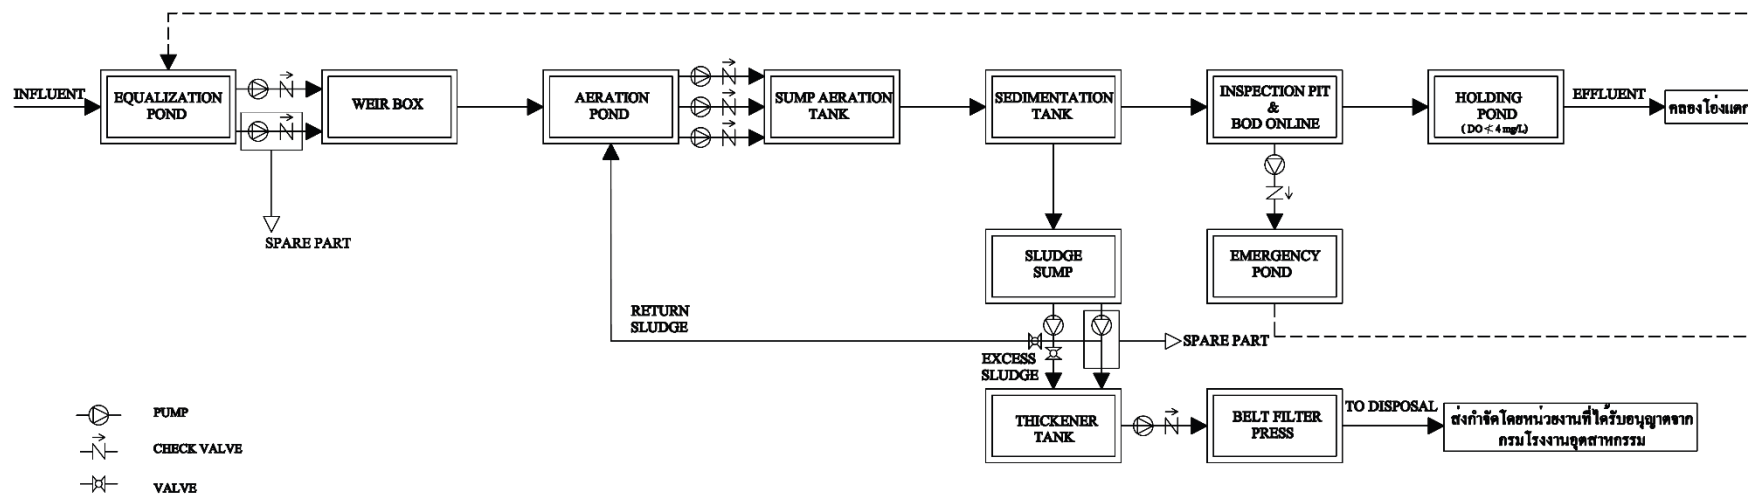 INFLUENT
EQUALIZATION
POND
WEIR BOX
AERATION
POND
SUMP AERATION
TANK
SEDIMENTATION
TANK
INSPECTION PIT
&
BOD ONLINE
HOLDING
POND
( DO ≮ 4 mg/L)
EFFLUENT
คลองโอ่งแตก
SPARE PART
SLUDGE
SUMP
EMERGENCY
POND
RETURN
SLUDGE
SPARE PART
EXCESS
SLUDGE
THICKENER
TANK
BELT FILTER
PRESS
TO DISPOSAL
ส่งกำจัดโดยหน่วยงานที่ได้รับอนุญาตจาก
กรมโรงงานอุตสาหกรรม
PUMP
CHECK VALVE
VALVE